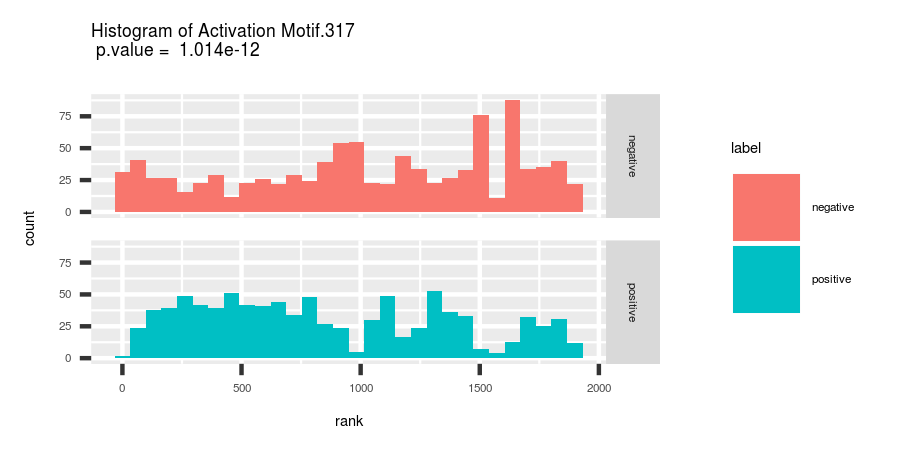 Histogram of Activation Motif.317
p.value = 1.014e-12
count
75
50
25
0
negative
75
50
25
0
positive
0
500
1000
1500
2000
rank
label
negative
positive